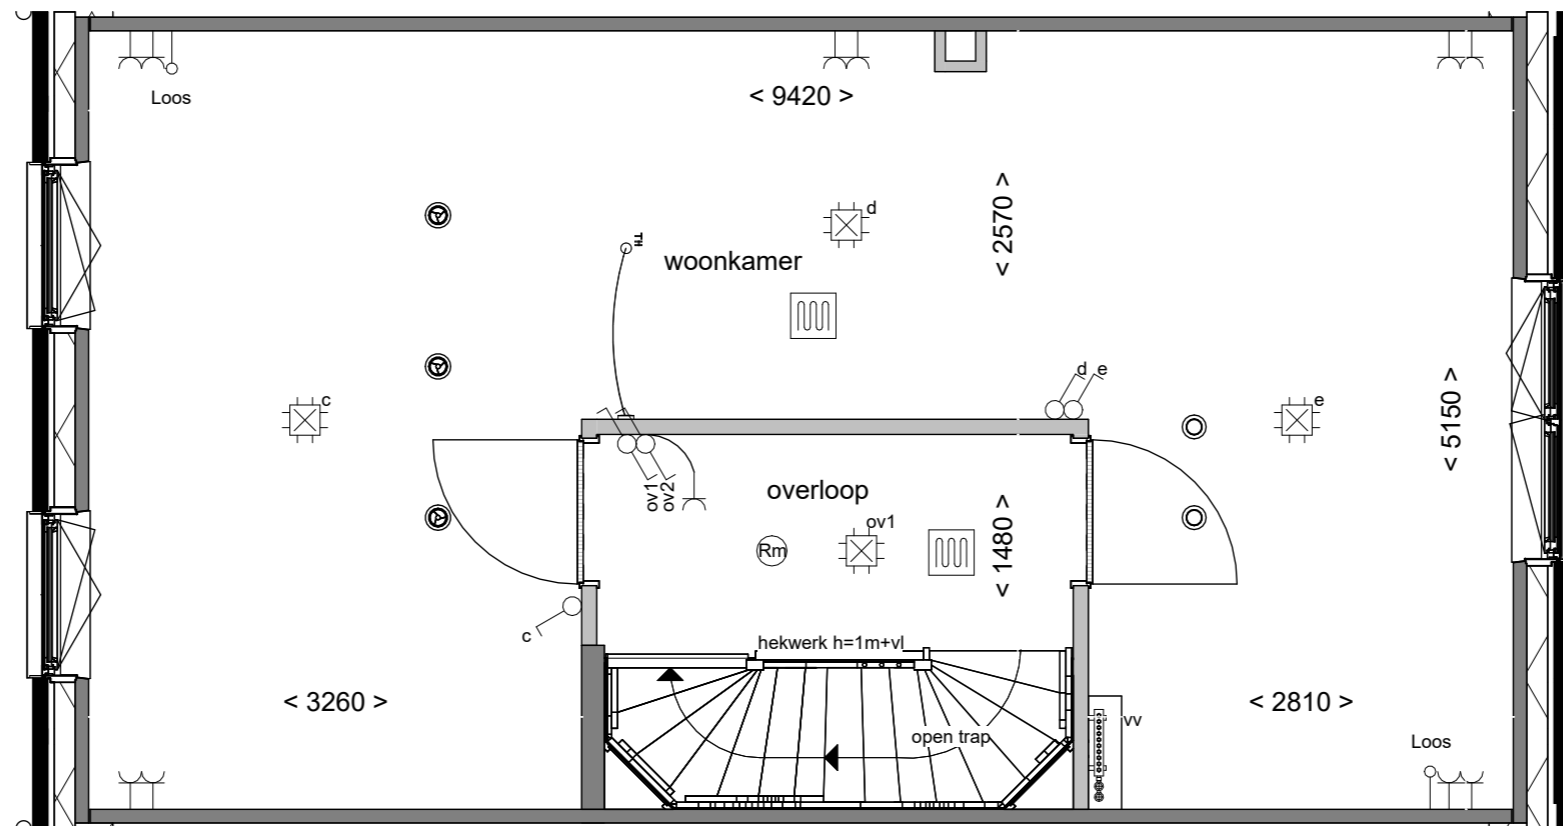 Loos
< 9420 >
d
< 2570 >
TH
woonkamer
d e
c
e
< 5150 >
ov1
ov2
overloop
ov1
Rm
< 1480 >
c
hekwerk h=1m+vl
< 3260 >
< 2810 >
vv
open trap
Loos